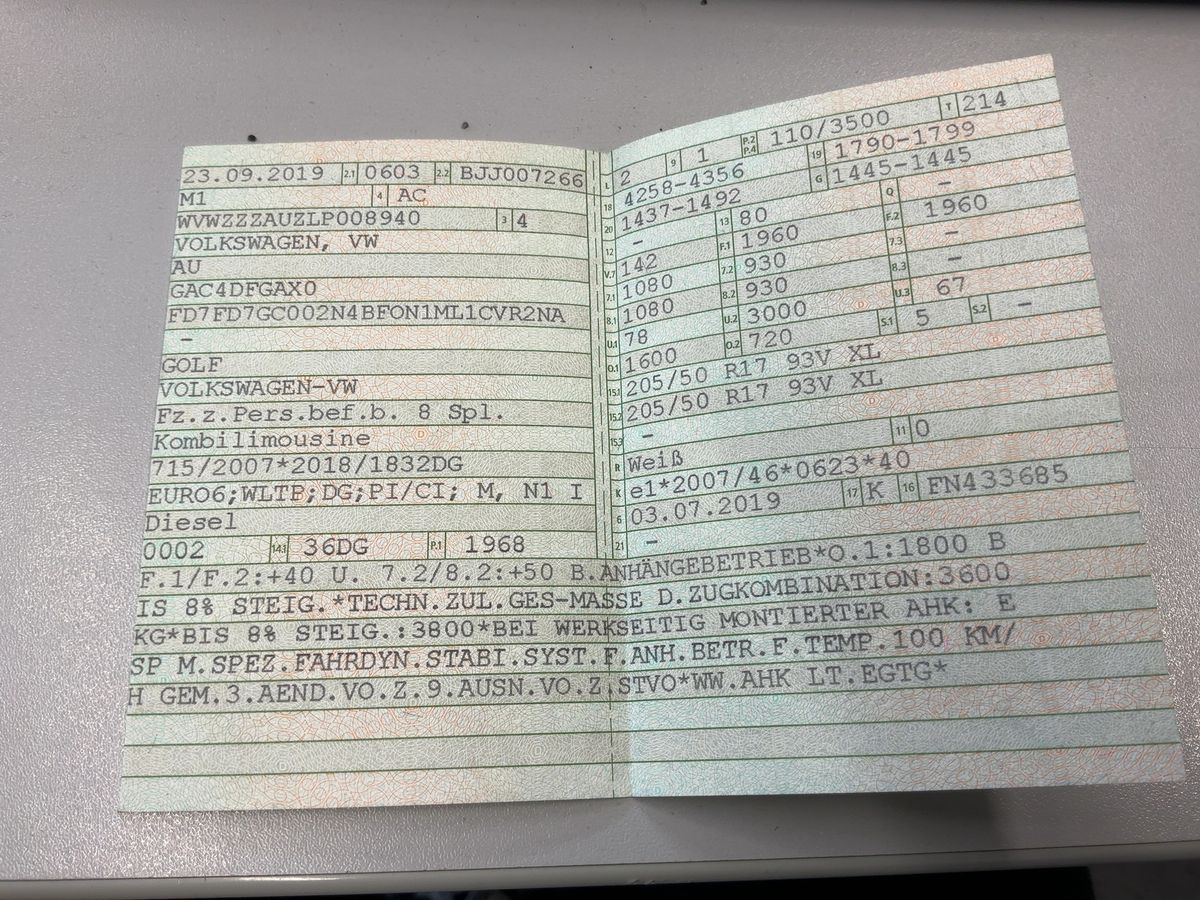 23.09.2019 2.1 0603 2.2 BJJ007266
M1 4 AC
WVWZZZAUZLP008940 3 4
VOLKSWAGEN, VW
AU
GAC4DFGAX0
FD7FD7GC002N4BFON1ML1CVR2NA
–
GOLF
VOLKSWAGEN-VW
Fz.z.Pers.bef.b. 8 Spl.
Kombilimousine
715/2007*2018/1832DG
EURO6;WLTP;DG;PI/CI; M, N1 I
Diesel
0002 14.1 36DG P.1 1968
L 2 9 1 P.2 P.4 110/3500 T 214
18 4258-4356 19 1790-1799
20 1437-1492 G 1445-1445
12 – 13 80 Q –
V.7 142 F.1 1960 F.2 1960
7.1 1080 7.2 930 7.3 –
8.1 1080 8.2 930 8.3 –
U.1 78 U.2 3000 U.3 67
O.1 1600 O.2 720 S.1 5 S.2 –
15.1 205/50 R17 93V XL
15.2 205/50 R17 93V XL
15.3 –
R Weiß 11 0
K e1*2007/46*0623*40
6 03.07.2019 17 K 16 FN433685
21 –
F.1/F.2:+40 U. 7.2/8.2:+50 B.ANHÄNGEBETRIEB*O.1:1800 B
IS 8% STEIG.*TECHN.ZUL.GES-MASSE D.ZUGKOMBINATION:3600
KG*BIS 8% STEIG.:3800*BEI WERKSEITIG MONTIERTER AHK: E
SP M.SPEZ.FAHRDYN.STABI.SYST.F.ANH.BETR.F.TEMP.100 KM/
H GEM.3.AEND.VO.Z.9.AUSN.VO.Z.STVO*WW.AHK LT.EGTG*